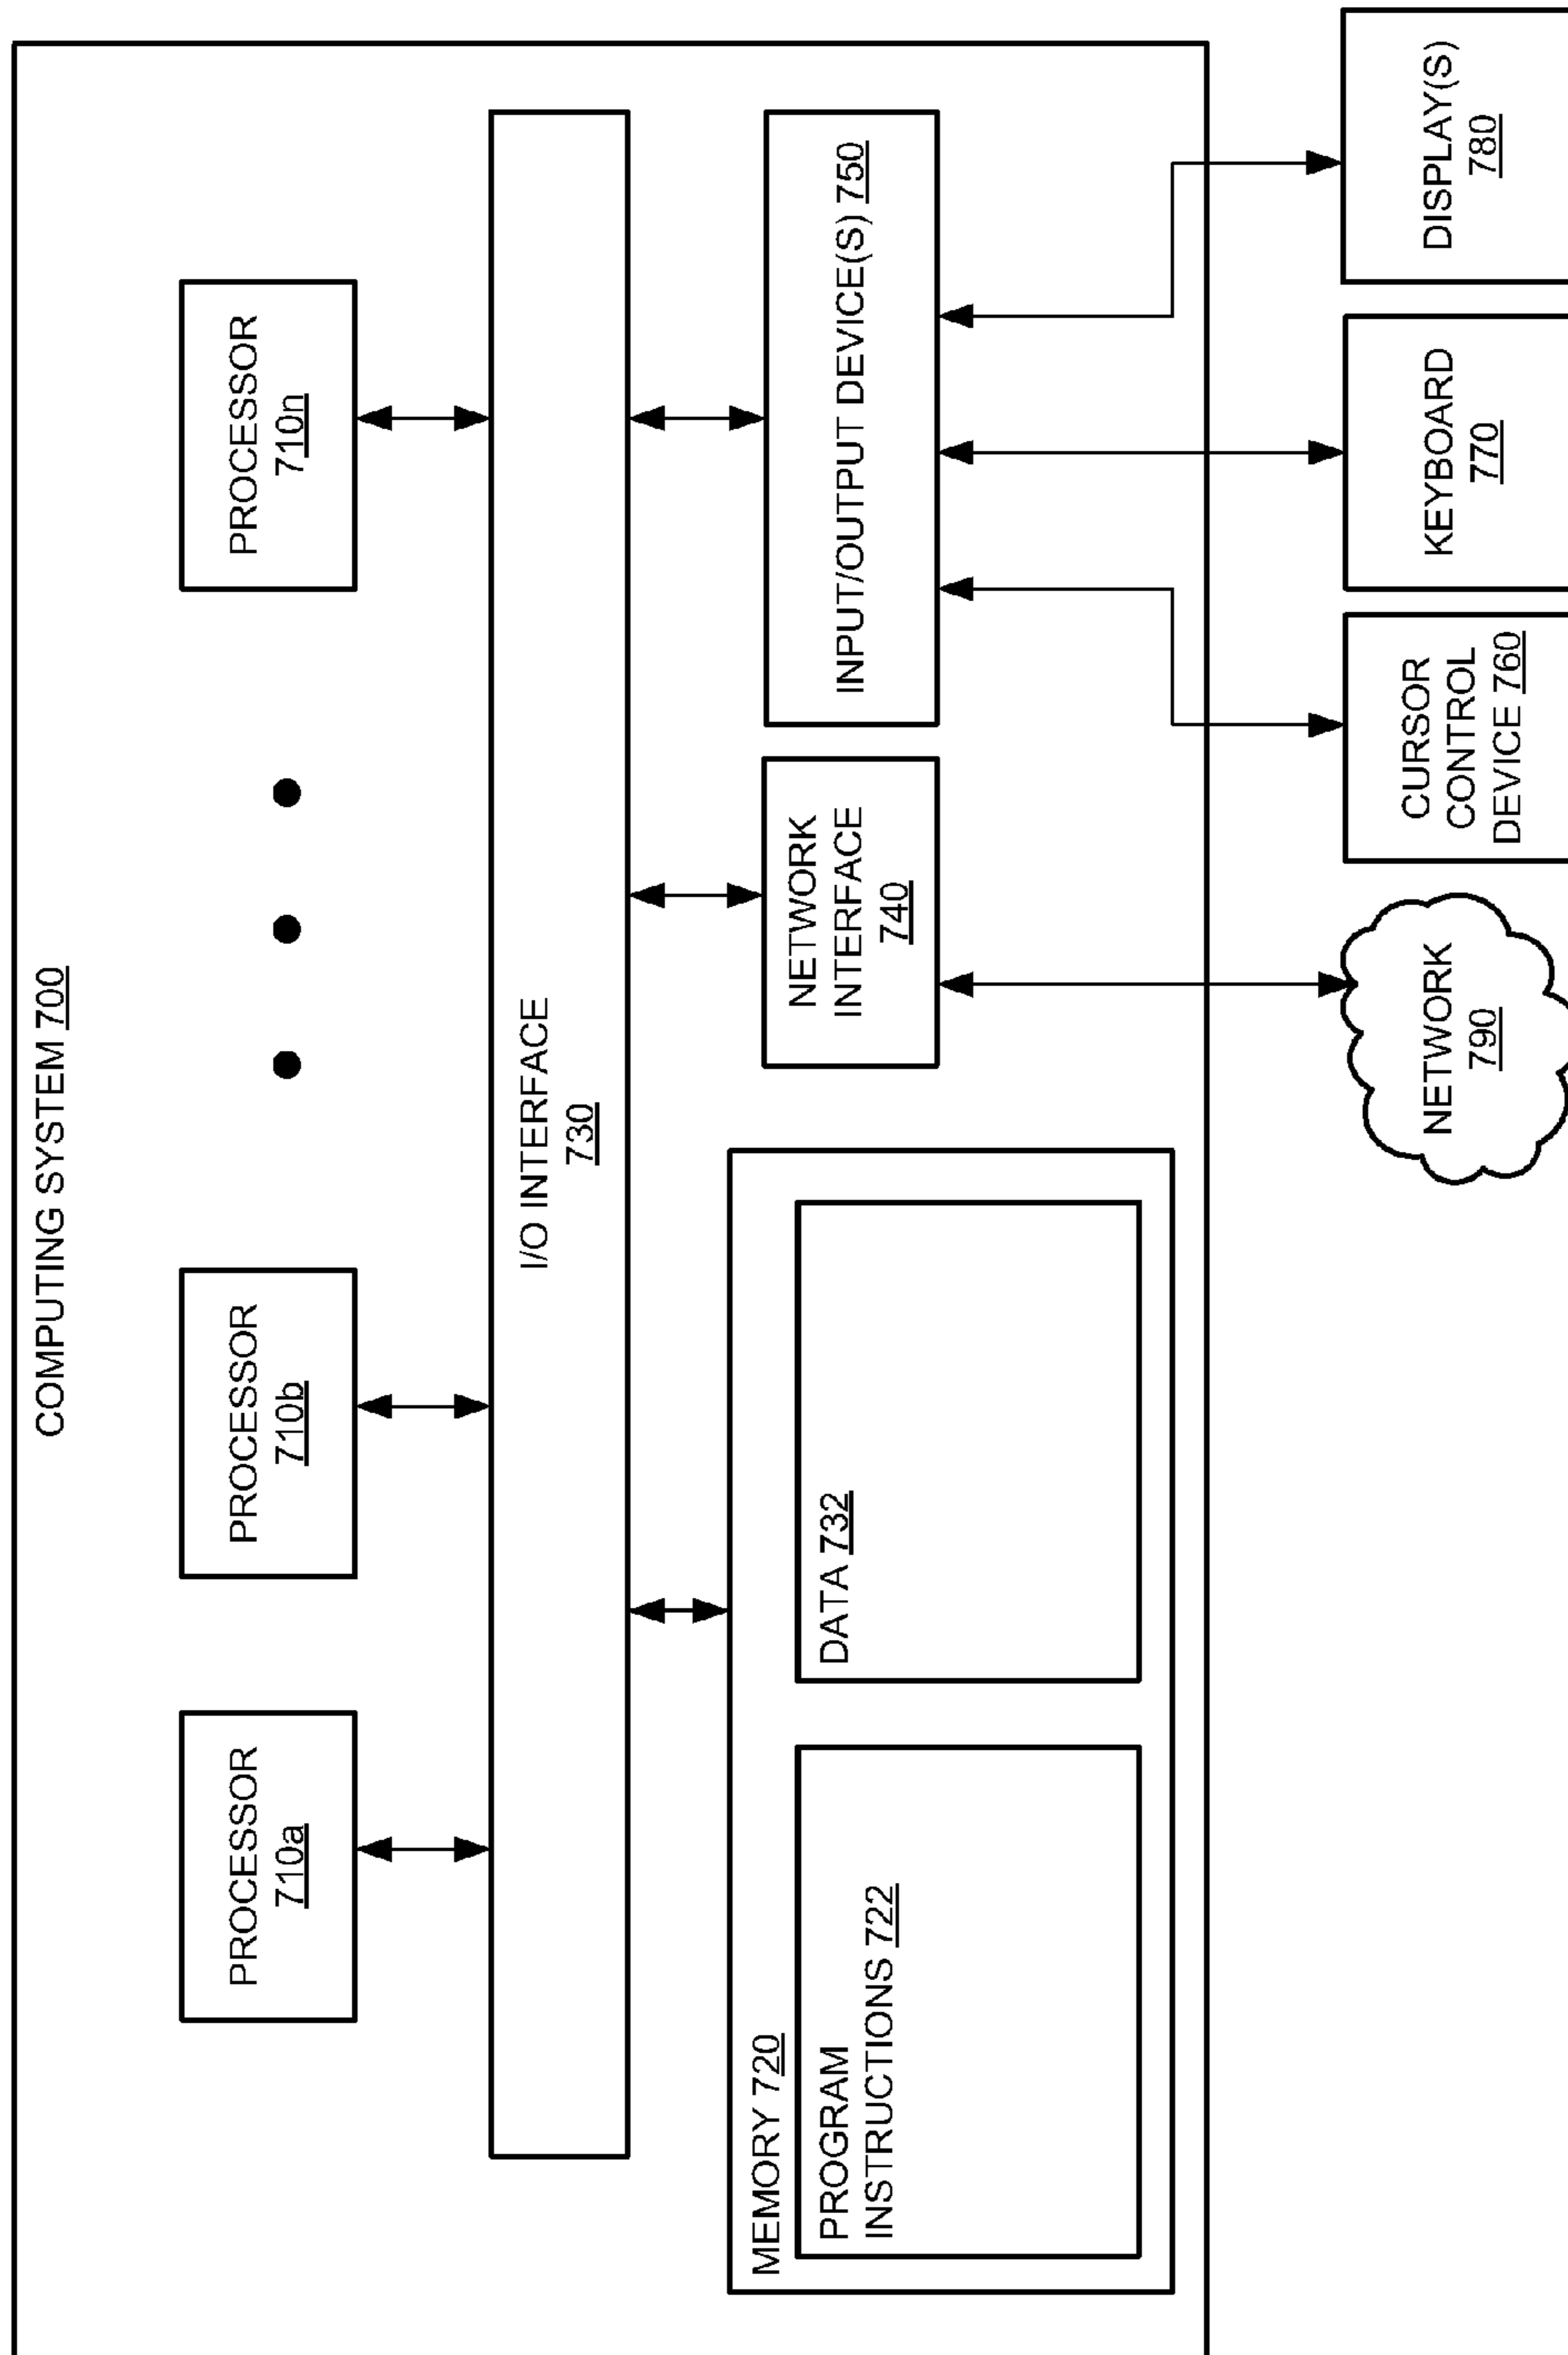 COMPUTING SYSTEM 700
PROCESSOR
710a
PROCESSOR
710b
PROCESSOR
710n
I/O INTERFACE
730
MEMORY 720
PROGRAM
INSTRUCTIONS 722
DATA 732
NETWORK
INTERFACE
740
INPUT/OUTPUT DEVICE(S) 750
NETWORK
790
CURSOR
CONTROL
DEVICE 760
KEYBOARD
770
DISPLAY(S)
780